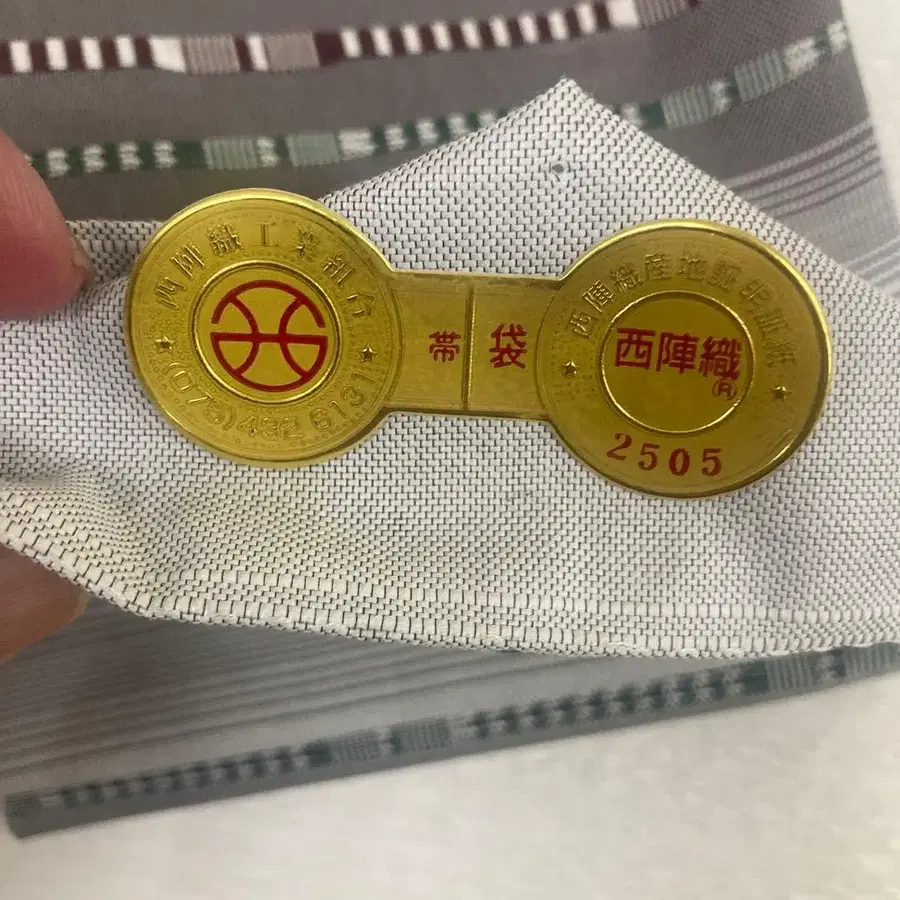 西陣織工業組合
(075) 432 6131
帯 袋
西陣織産地証明証紙
西陣織®
2505